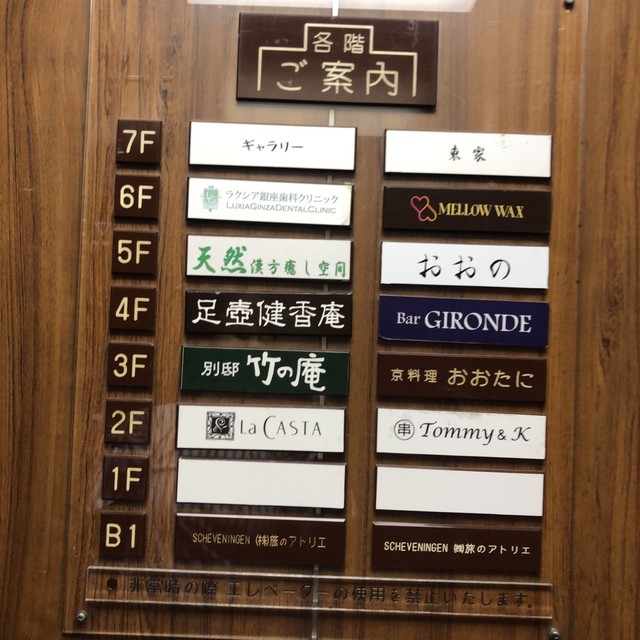 各階
ご案内
7F ギャラリー 東家
6F ラクシア銀座歯科クリニック MELLOW WAX
LUXIAGINZADENTALCLINIC
5F 天然 漢方癒し空間 おおの
4F 足壺健香庵 Bar GIRONDE
3F 別邸 竹の庵 京料理 おおたに
2F La CASTA 串 Tommy & K
1F
B1 SCHEVENINGEN ㈱旅のアトリエ SCHEVENINGEN ㈱旅のアトリエ
● 非常時の際 エレベーターの使用を禁止いたします。